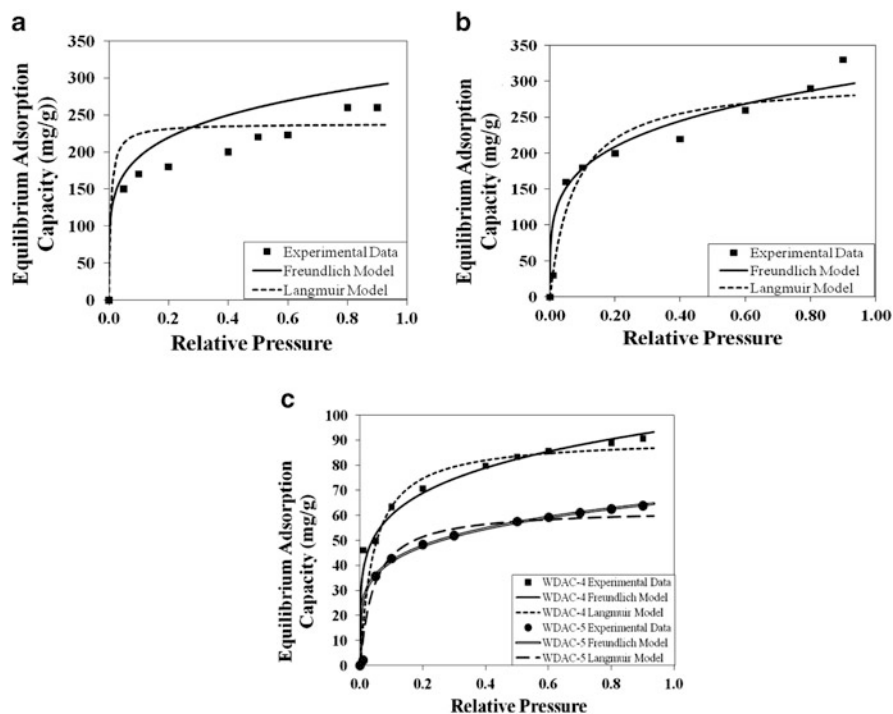 a
Equilibrium Adsorption
Capacity (mg/g))
350
300
250
200
150
100
50
0
0.0 0.2 0.4 0.6 0.8 1.0
Relative Pressure
Experimental Data
Freundlich Model
Langmuir Model
b
Equilibrium Adsorption
Capacity (mg/g)
350
300
250
200
150
100
50
0
0.00 0.20 0.40 0.60 0.80 1.00
Relative Pressure
Experimental Data
Freundlich Model
Langmuir Model
c
Equilibrium Adsorption
Capacity (mg/g)
100
90
80
70
60
50
40
30
20
10
0
0.0 0.2 0.4 0.6 0.8 1.0
Relative Pressure
WDAC-4 Experimental Data
WDAC-4 Freundlich Model
WDAC-4 Langmuir Model
WDAC-5 Experimental Data
WDAC-5 Freundlich Model
WDAC-5 Langmuir Model